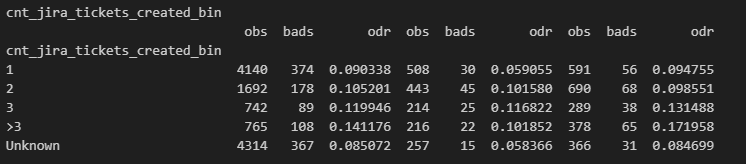 cnt_jira_tickets_created_bin
obs bads odr obs bads odr obs bads odr
cnt_jira_tickets_created_bin
1 4140 374 0.090338 508 30 0.059055 591 56 0.094755
2 1692 178 0.105201 443 45 0.101580 690 68 0.098551
3 742 89 0.119946 214 25 0.116822 289 38 0.131488
>3 765 108 0.141176 216 22 0.101852 378 65 0.171958
Unknown 4314 367 0.085072 257 15 0.058366 366 31 0.084699